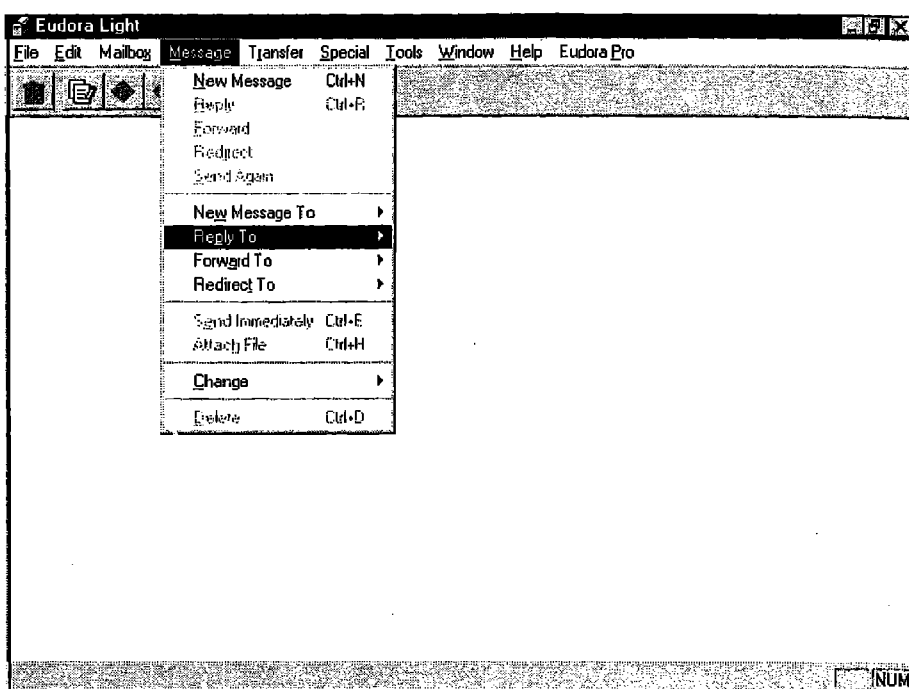 Eudora Light
File Edit Mailbox Message Transfer Special Tools Window Help Eudora Pro
New Message Ctrl+N
Reply Ctrl+R
Forward
Redirect
Send Again
New Message To
Reply To
Forward To
Redirect To
Send Immediately Ctrl+E
Attach File Ctrl+H
Change
Delete Ctrl+D
NUM